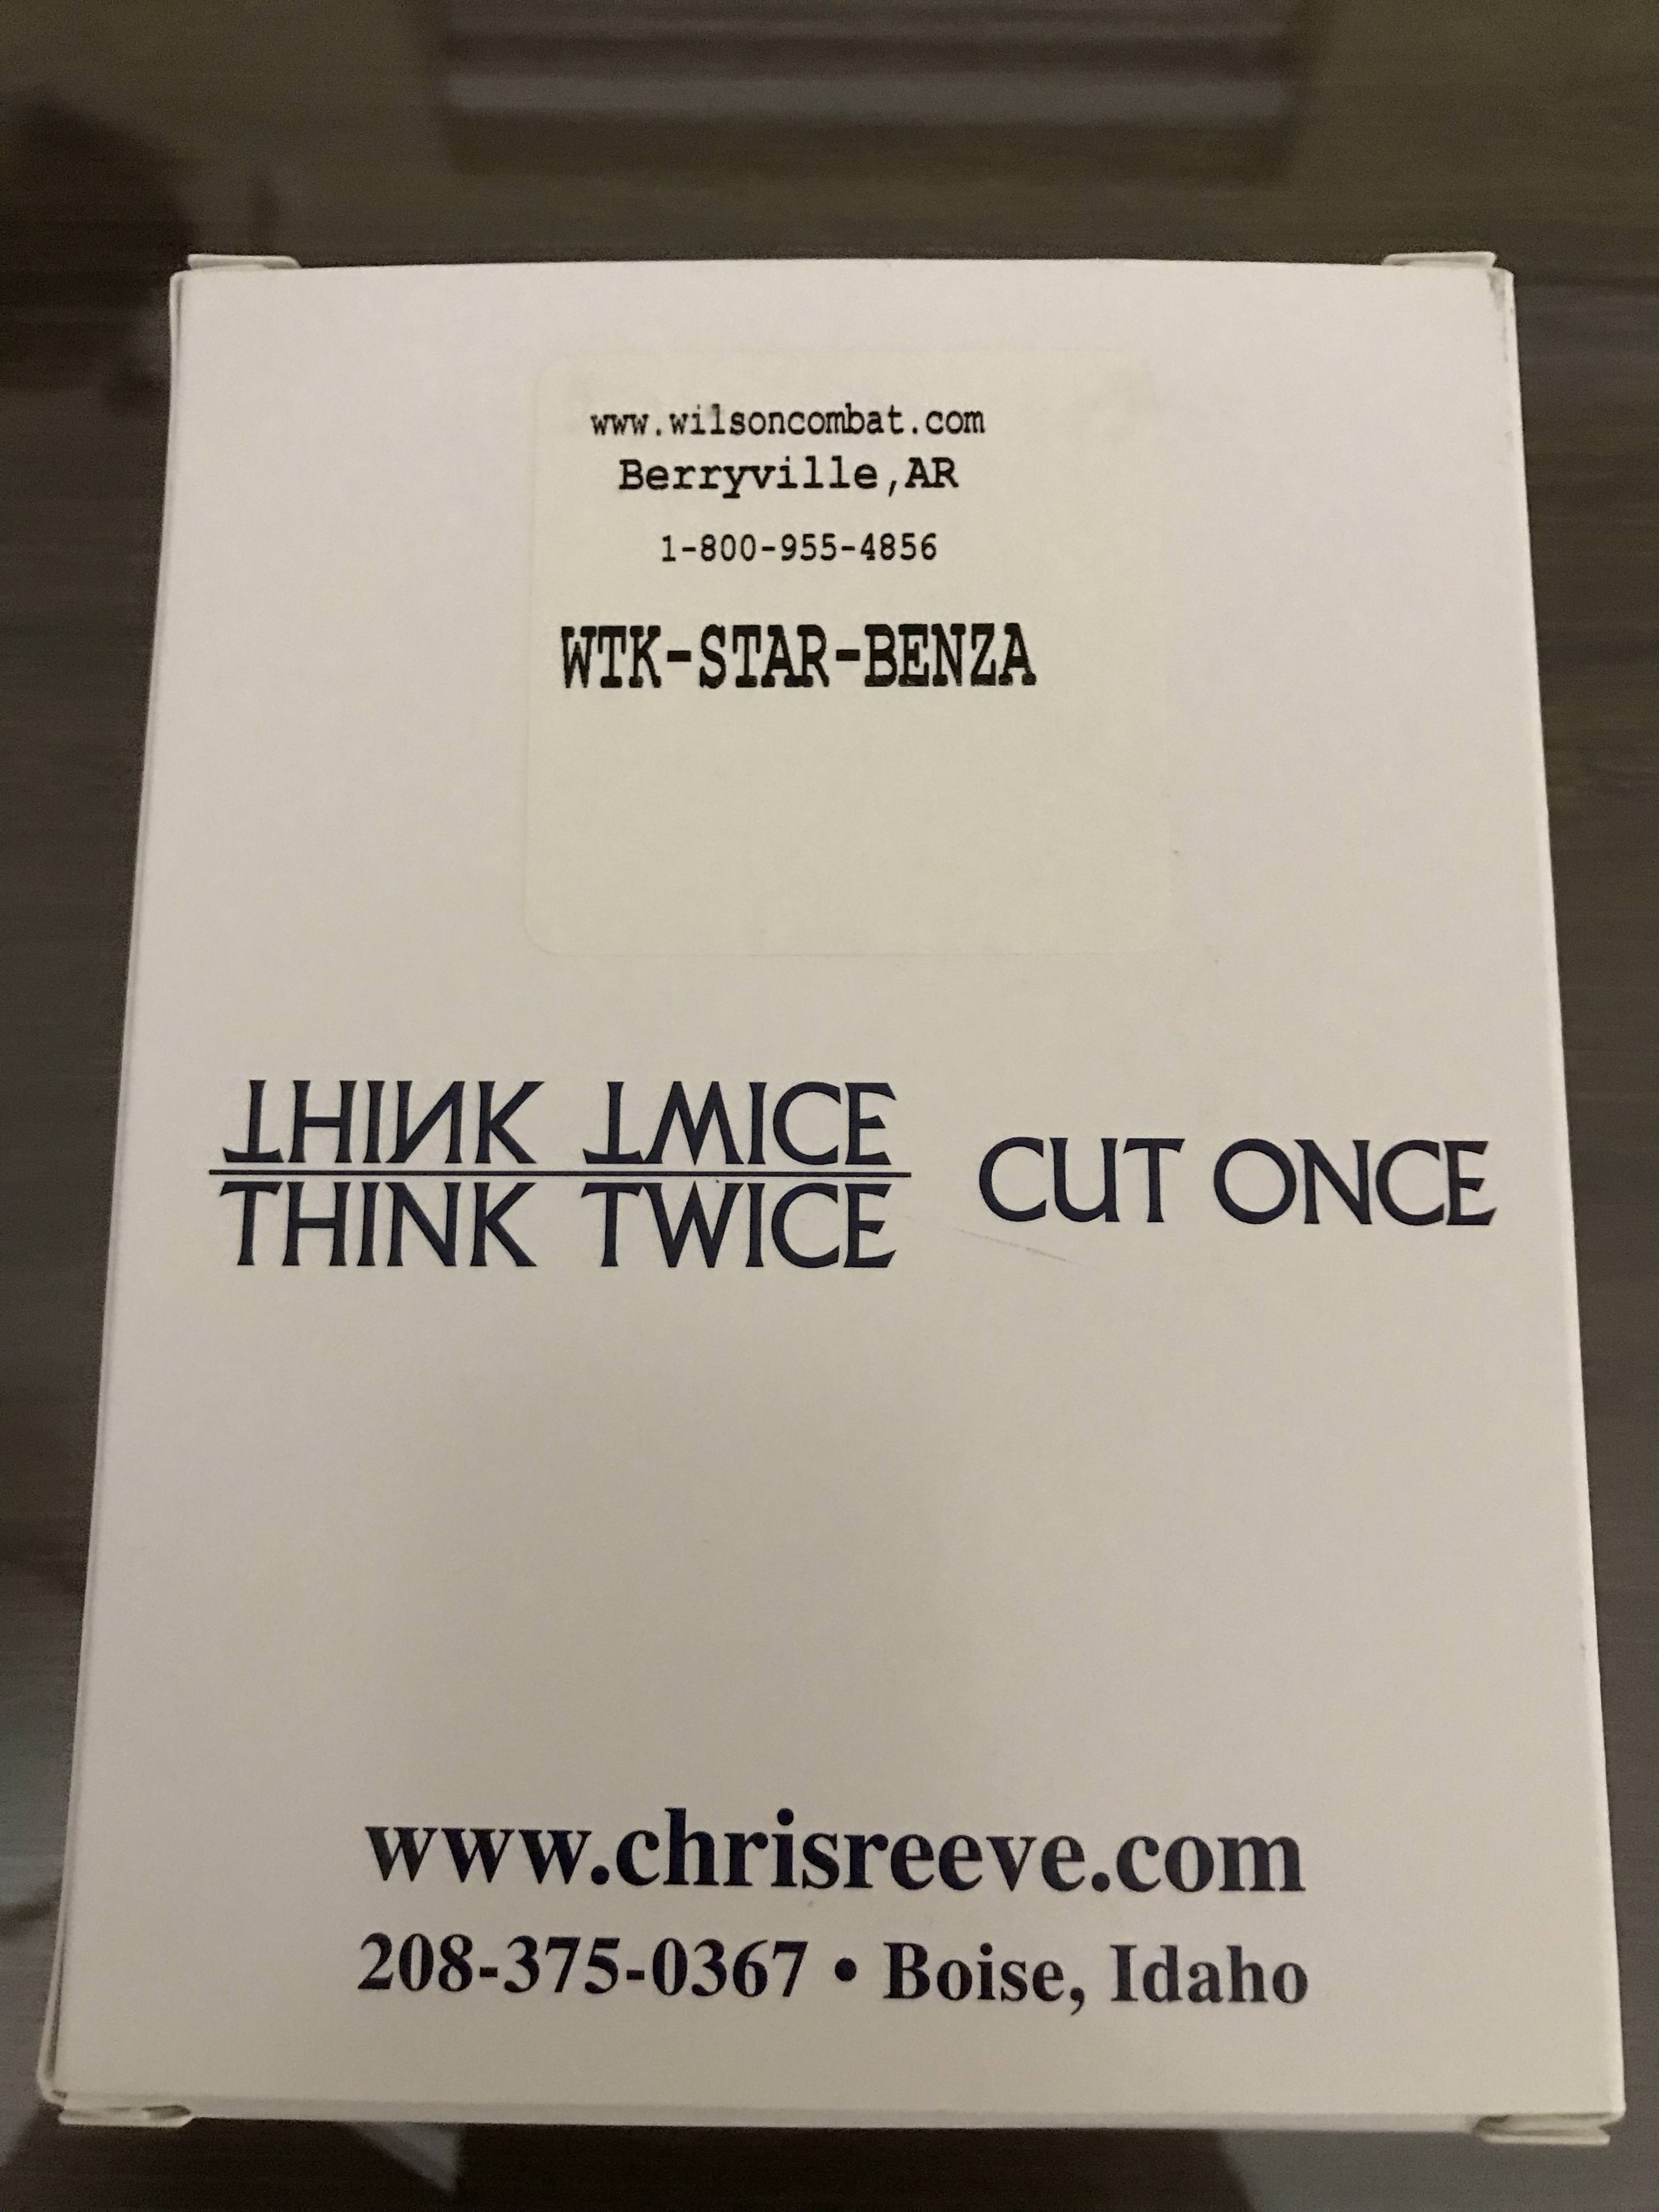 www.wilsoncombat.com
Berryville,AR
1-800-955-4856
WTK-STAR-BENZA
THINK TWICE
THINK TWICE CUT ONCE
www.chrisreeve.com
208-375-0367 • Boise, Idaho